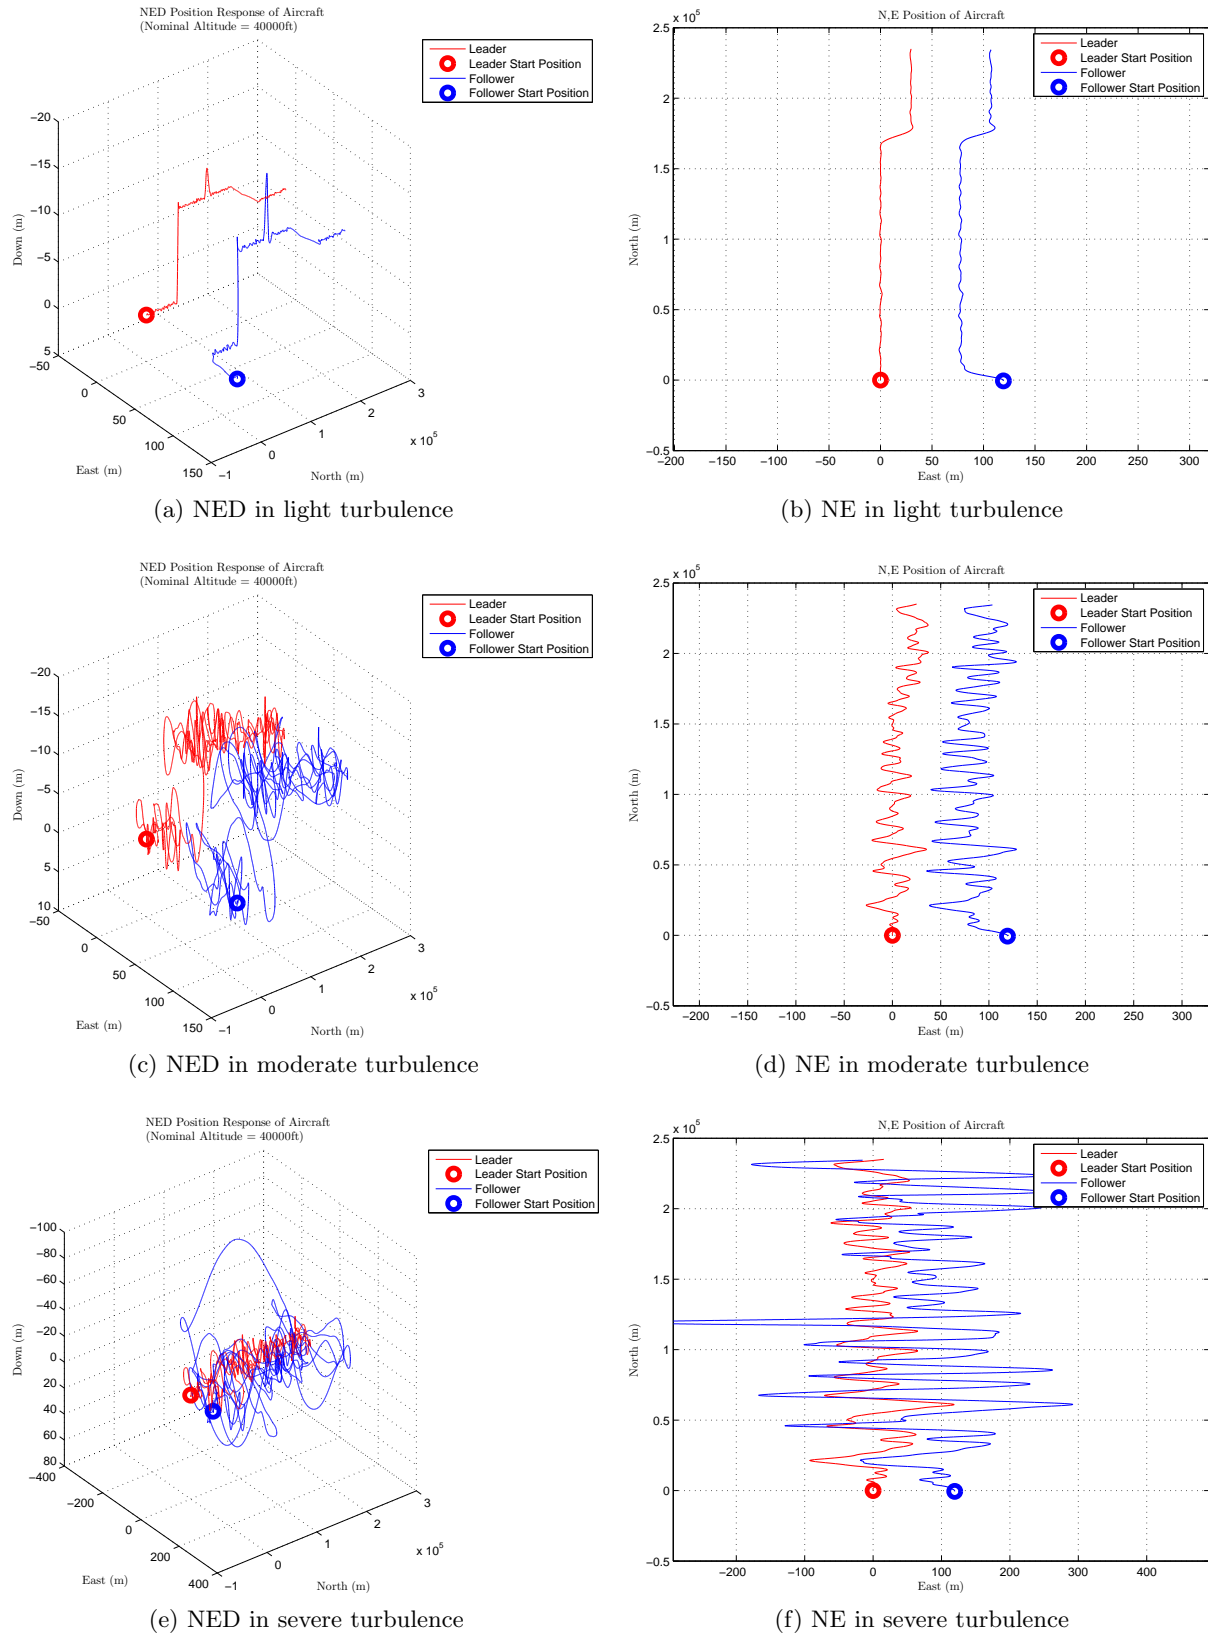 NED Position Response of Aircraft
(Nominal Altitude = 40000ft)
Leader
Leader Start Position
Follower
Follower Start Position
−20
−15
−10
−5
0
5
Down (m)
−50
0
50
100
150
East (m)
−1
0
1
2
3
x 10^5
North (m)
(a) NED in light turbulence
N,E Position of Aircraft
x 10^5
Leader
Leader Start Position
Follower
Follower Start Position
2.5
2
1.5
1
0.5
0
−0.5
North (m)
−200 −150 −100 −50 0 50 100 150 200 250 300
East (m)
(b) NE in light turbulence
NED Position Response of Aircraft
(Nominal Altitude = 40000ft)
Leader
Leader Start Position
Follower
Follower Start Position
−20
−15
−10
−5
0
5
10
Down (m)
−50
0
50
100
150
East (m)
−1
0
1
2
3
x 10^5
North (m)
(c) NED in moderate turbulence
N,E Position of Aircraft
x 10^5
Leader
Leader Start Position
Follower
Follower Start Position
2.5
2
1.5
1
0.5
0
−0.5
North (m)
−200 −150 −100 −50 0 50 100 150 200 250 300
East (m)
(d) NE in moderate turbulence
NED Position Response of Aircraft
(Nominal Altitude = 40000ft)
Leader
Leader Start Position
Follower
Follower Start Position
−100
−80
−60
−40
−20
0
20
40
60
80
Down (m)
−400
−200
0
200
400
East (m)
−1
0
1
2
3
x 10^5
North (m)
(e) NED in severe turbulence
N,E Position of Aircraft
x 10^5
Leader
Leader Start Position
Follower
Follower Start Position
2.5
2
1.5
1
0.5
0
−0.5
North (m)
−200 −100 0 100 200 300 400
East (m)
(f) NE in severe turbulence